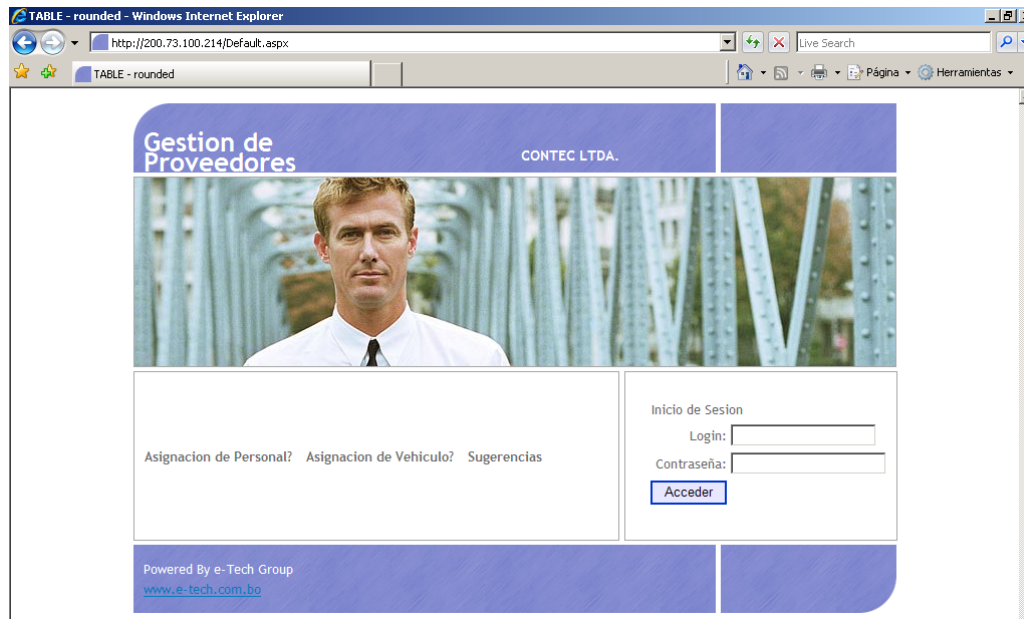 TABLE - rounded - Windows Internet Explorer
http://200.73.100.214/Default.aspx
Live Search
TABLE - rounded
Página
Herramientas
Gestion de
Proveedores
CONTEC LTDA.
Inicio de Sesion
Login:
Asignacion de Personal? Asignacion de Vehiculo? Sugerencias
Contraseña:
Acceder
Powered By e-Tech Group
www.e-tech.com.bo